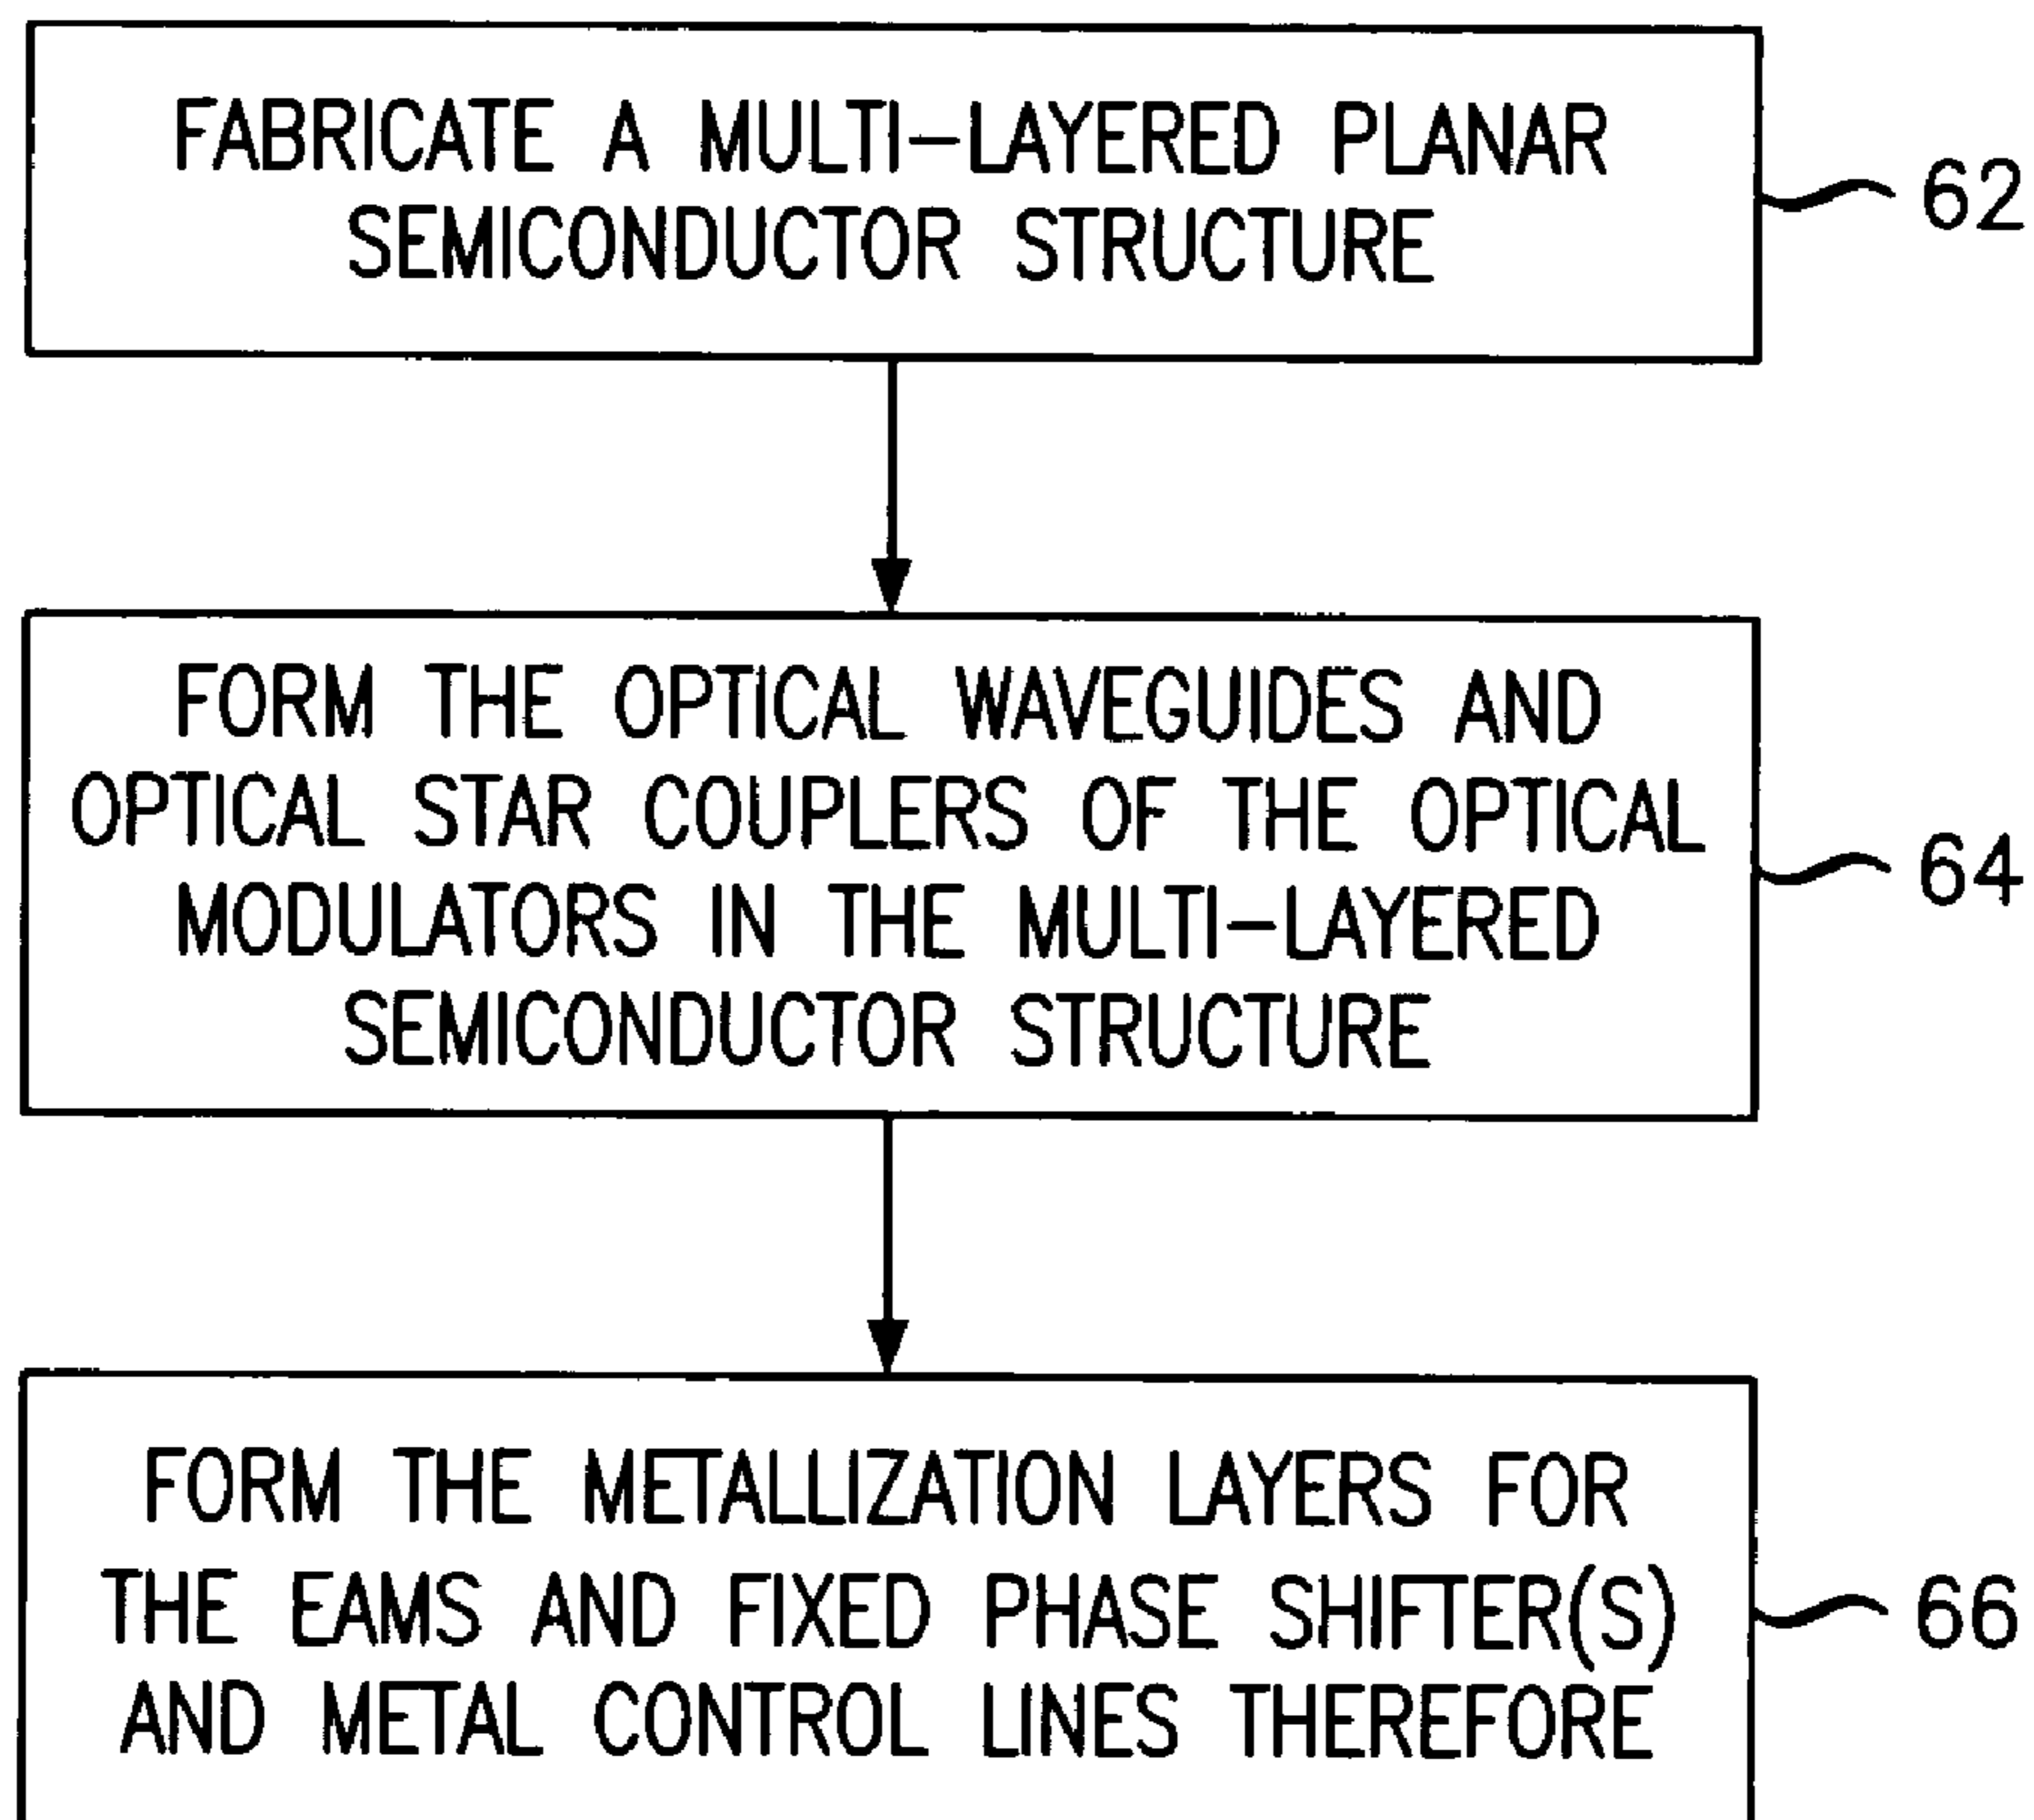 FABRICATE A MULTI-LAYERED PLANAR
SEMICONDUCTOR STRUCTURE
62
FORM THE OPTICAL WAVEGUIDES AND
OPTICAL STAR COUPLERS OF THE OPTICAL
MODULATORS IN THE MULTI-LAYERED
SEMICONDUCTOR STRUCTURE
64
FORM THE METALLIZATION LAYERS FOR
THE EAMS AND FIXED PHASE SHIFTER(S)
AND METAL CONTROL LINES THEREFORE
66